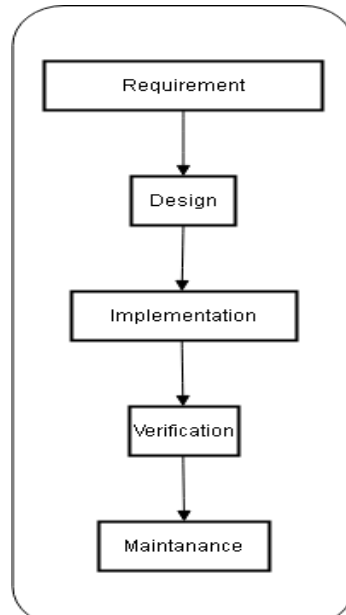 Requirement
Design
Implementation
Verification
Maintanance